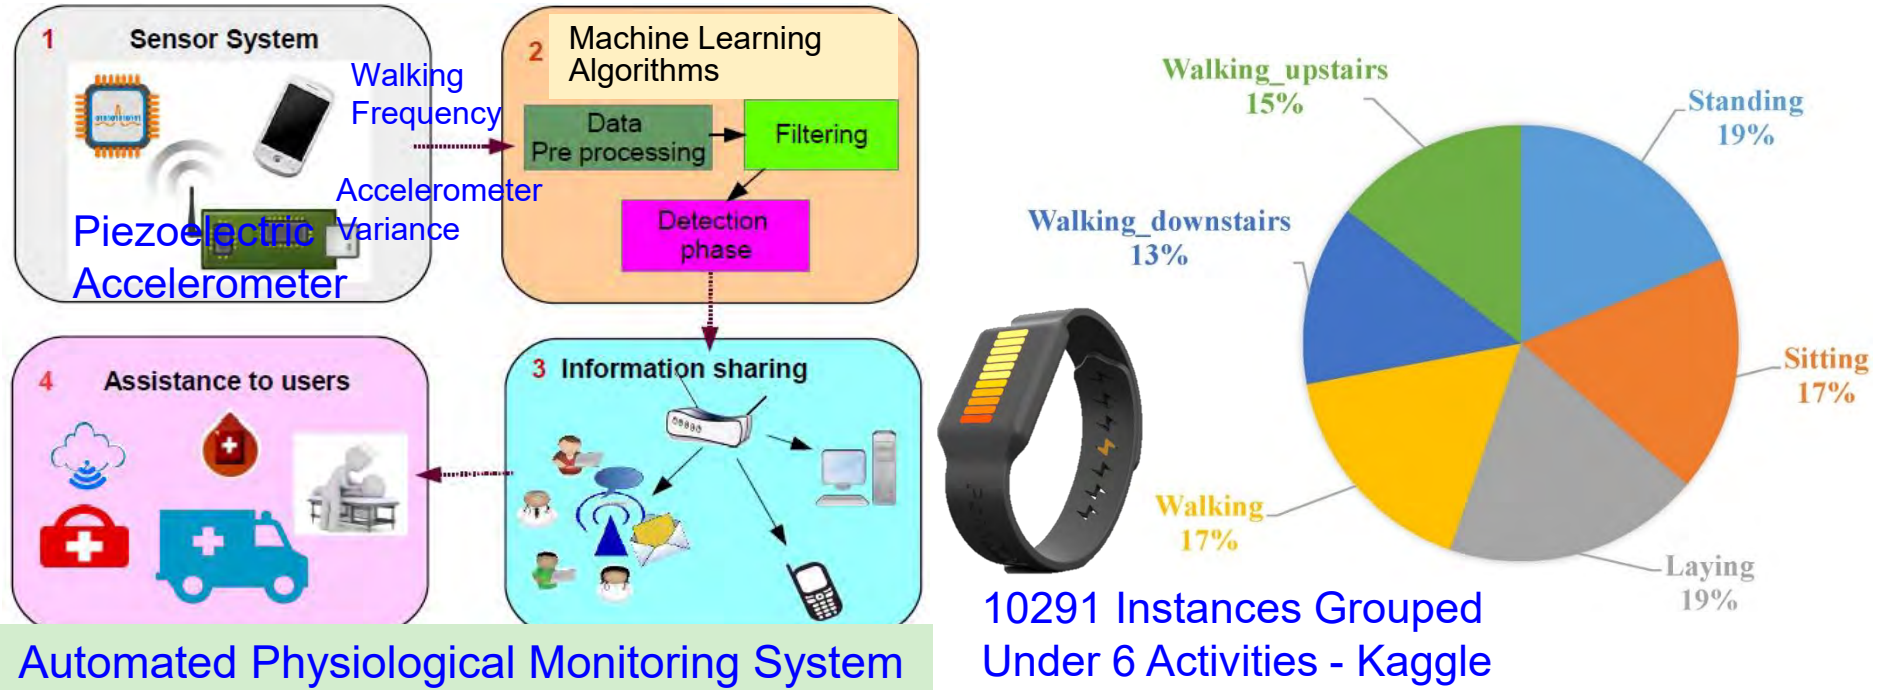 1 Sensor System
Walking
Frequency
Accelerometer
Variance
Piezoelectric
Accelerometer
2 Machine Learning
Algorithms
Data
Pre processing
Filtering
Detection
phase
4 Assistance to users
3 Information sharing
Automated Physiological Monitoring System
Walking_upstairs
15%
Standing
19%
Walking_downstairs
13%
Sitting
17%
Walking
17%
Laying
19%
10291 Instances Grouped
Under 6 Activities - Kaggle